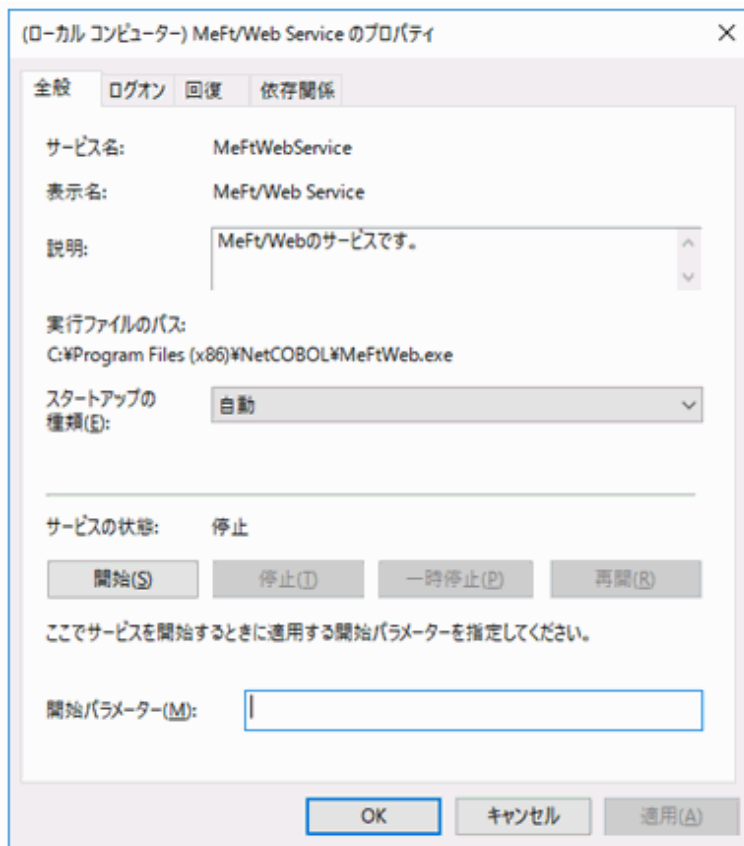 (ローカル コンピューター) MeFt/Web Service のプロパティ
全般 ログオン 回復 依存関係
サービス名: MeFtWebService
表示名: MeFt/Web Service
説明: MeFt/Webのサービスです。
実行ファイルのパス:
C:¥Program Files (x86)¥NetCOBOL¥MeFtWeb.exe
スタートアップの
種類(E): 自動
サービスの状態: 停止
開始(S) 停止(T) 一時停止(P) 再開(R)
ここでサービスを開始するときに適用する開始パラメーターを指定してください。
開始パラメーター(M):
OK キャンセル 適用(A)